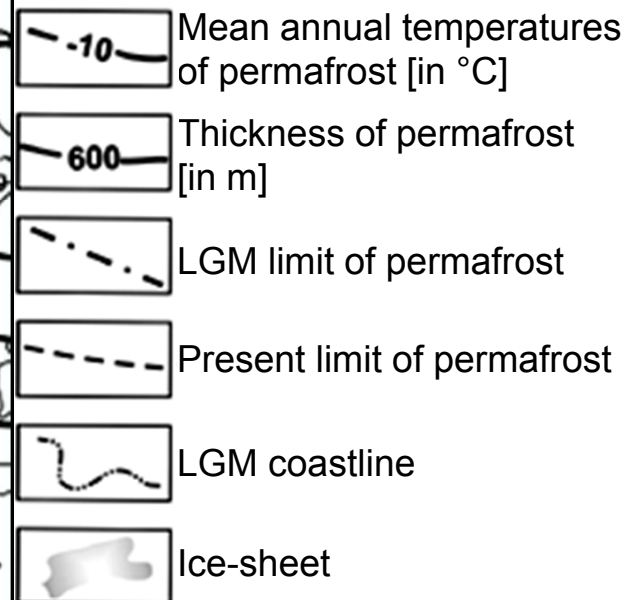 -10
Mean annual temperatures
of permafrost [in °C]
600
Thickness of permafrost
[in m]
LGM limit of permafrost
Present limit of permafrost
LGM coastline
Ice-sheet